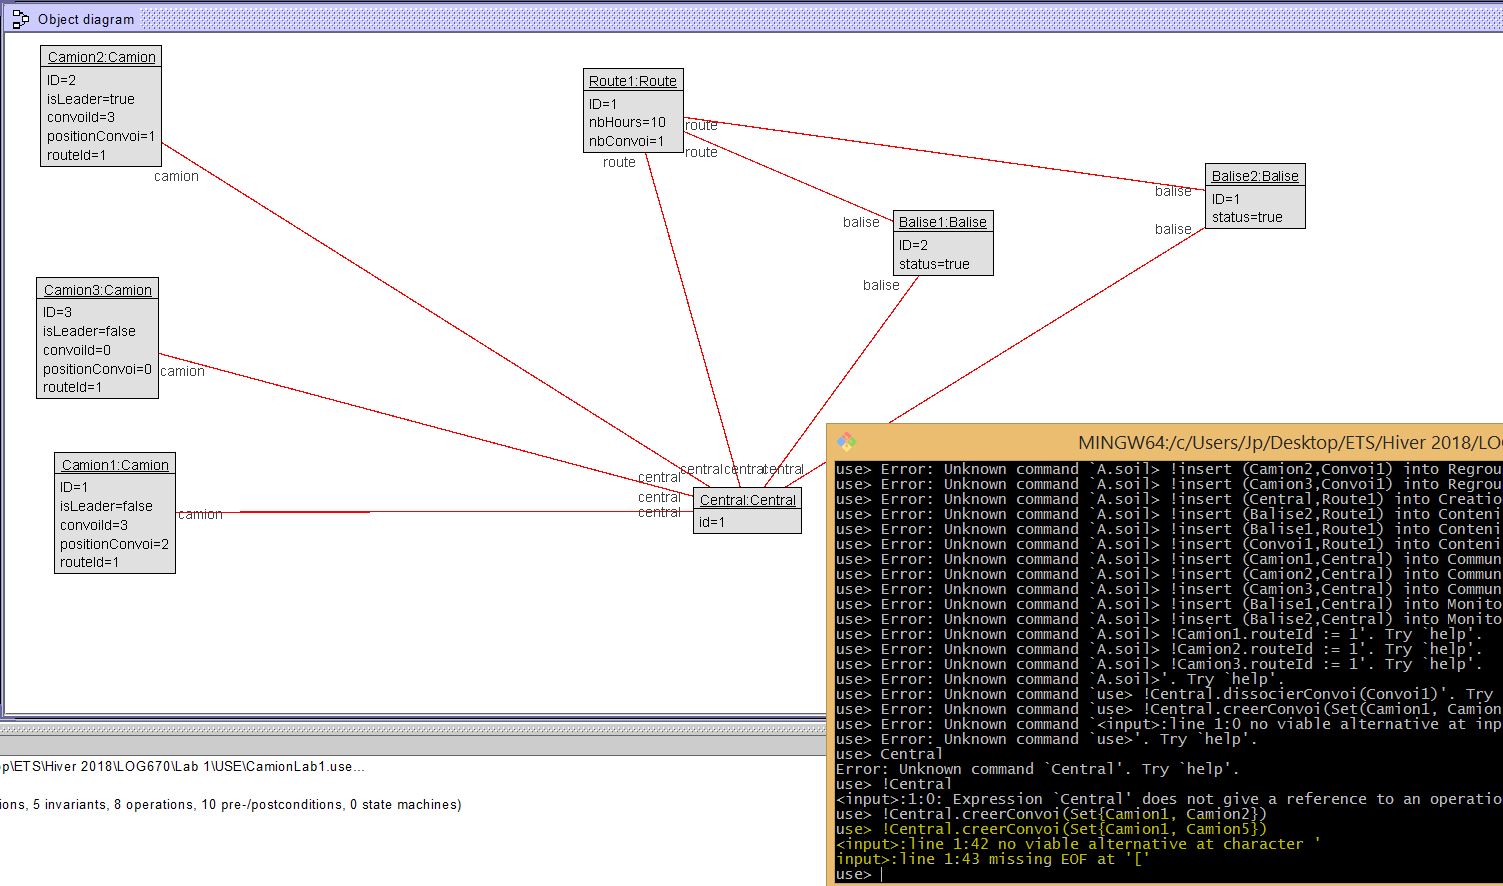 Object diagram
Camion2:Camion
ID=2
isLeader=true
convoiId=3
positionConvoi=1
routeId=1
camion
Route1:Route
ID=1
nbHours=10
nbConvoi=1
route
route
route
Balise2:Balise
ID=1
status=true
balise
balise
Balise1:Balise
ID=2
status=true
balise
balise
Camion3:Camion
ID=3
isLeader=false
convoiId=0
positionConvoi=0
routeId=1
camion
Camion1:Camion
ID=1
isLeader=false
convoiId=3
positionConvoi=2
routeId=1
camion
central
central
central
central
central
central
Central:Central
id=1
p\ETS\Hiver 2018\LOG670\Lab 1\USE\CamionLab1.use...
ions, 5 invariants, 8 operations, 10 pre-/postconditions, 0 state machines)
MINGW64:/c/Users/Jp/Desktop/ETS/Hiver 2018/LO
use> Error: Unknown command `A.soil> !insert (Camion2,Convoi1) into Regrou
use> Error: Unknown command `A.soil> !insert (Camion3,Convoi1) into Regrou
use> Error: Unknown command `A.soil> !insert (Central,Route1) into Creatio
use> Error: Unknown command `A.soil> !insert (Balise2,Route1) into Conteni
use> Error: Unknown command `A.soil> !insert (Balise1,Route1) into Conteni
use> Error: Unknown command `A.soil> !insert (Convoi1,Route1) into Conteni
use> Error: Unknown command `A.soil> !insert (Camion1,Central) into Commun
use> Error: Unknown command `A.soil> !insert (Camion2,Central) into Commun
use> Error: Unknown command `A.soil> !insert (Camion3,Central) into Commun
use> Error: Unknown command `A.soil> !insert (Balise1,Central) into Monito
use> Error: Unknown command `A.soil> !insert (Balise2,Central) into Monito
use> Error: Unknown command `A.soil> !Camion1.routeId := 1'. Try `help'.
use> Error: Unknown command `A.soil> !Camion2.routeId := 1'. Try `help'.
use> Error: Unknown command `A.soil> !Camion3.routeId := 1'. Try `help'.
use> Error: Unknown command `A.soil>'. Try `help'.
use> Error: Unknown command `use> !Central.dissocierConvoi(Convoi1)'. Try
use> Error: Unknown command `use> !Central.creerConvoi(Set(Camion1, Camion
use> Error: Unknown command `<input>:line 1:0 no viable alternative at inp
use> Error: Unknown command `use>'. Try `help'.
use> Central
Error: Unknown command `Central'. Try `help'.
use> !Central
<input>:1:0: Expression `Central' does not give a reference to an operatio
use> !Central.creerConvoi(Set{Camion1, Camion2})
use> !Central.creerConvoi(Set{Camion1, Camion5})
<input>:line 1:42 no viable alternative at character '
input>:line 1:43 missing EOF at '['
use>